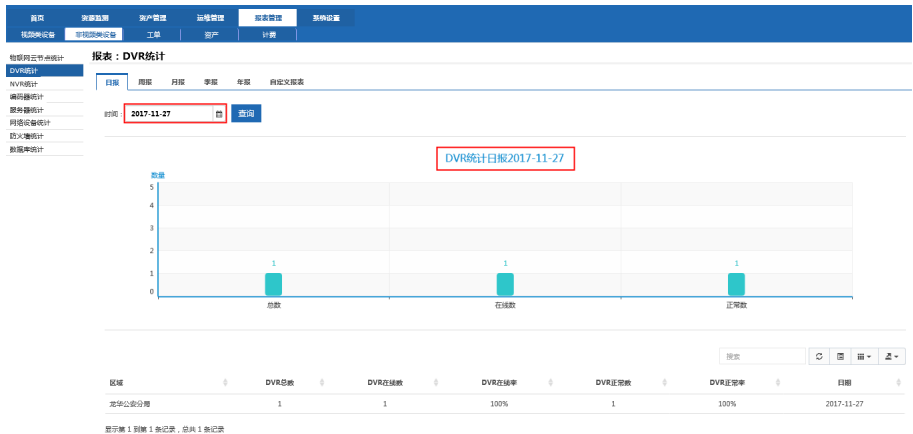 首页 资源监测 资产管理 运维管理 报表管理 系统设置
视频类设备 非视频类设备 工单 资产 计费
物联网云节点统计
DVR统计
NVR统计
编码器统计
服务器统计
网络设备统计
防火墙统计
数据库统计
报表：DVR统计
日报 周报 月报 季报 年报 自定义报表
时间： 2017-11-27 查询
DVR统计日报2017-11-27
数量
5
4
3
2
1
0
1 1 1
总数 在线数 正常数
搜索
区域 DVR总数 DVR在线数 DVR在线率 DVR正常数 DVR正常率 日期
龙华公安分局 1 1 100% 1 100% 2017-11-27
显示第 1 到第 1 条记录，总共 1 条记录